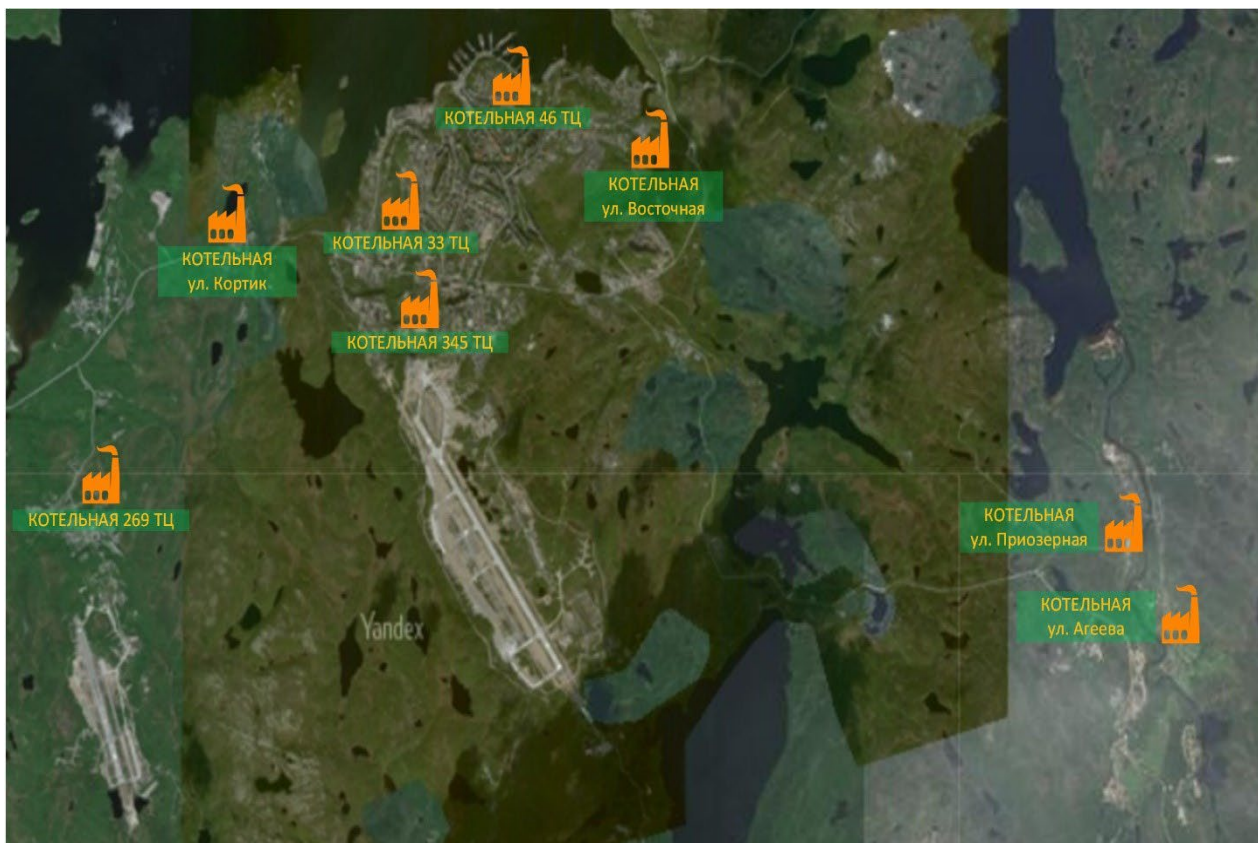 КОТЕЛЬНАЯ 46 ТЦ
КОТЕЛЬНАЯ
ул. Восточная
КОТЕЛЬНАЯ 33 ТЦ
КОТЕЛЬНАЯ
ул. Кортик
КОТЕЛЬНАЯ 345 ТЦ
КОТЕЛЬНАЯ 269 ТЦ
КОТЕЛЬНАЯ
ул. Приозерная
КОТЕЛЬНАЯ
ул. Агеева
Yandex